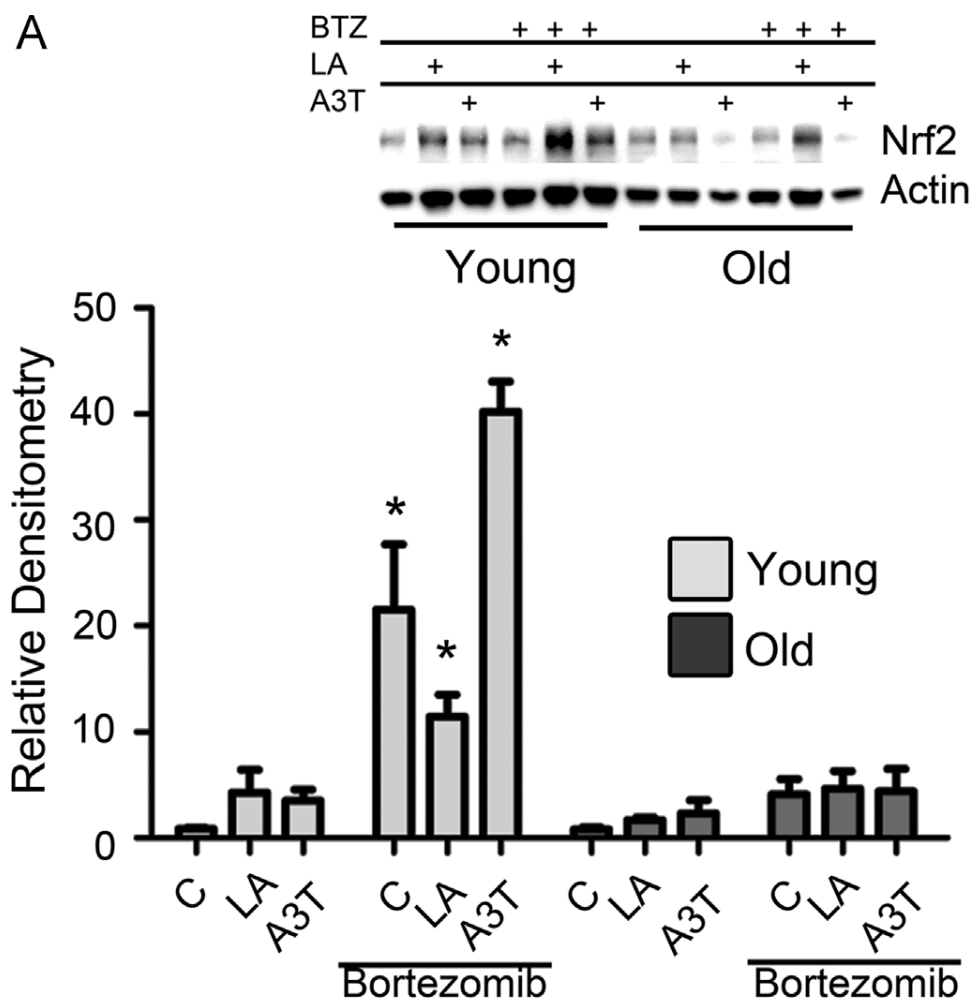 A
BTZ + + + + + +
LA + + + +
A3T + + + +
Nrf2
Actin
Young Old
50
40
30
20
10
0
Relative Densitometry
* * *
Young
Old
C LA A3T C LA A3T C LA A3T C LA A3T
Bortezomib Bortezomib